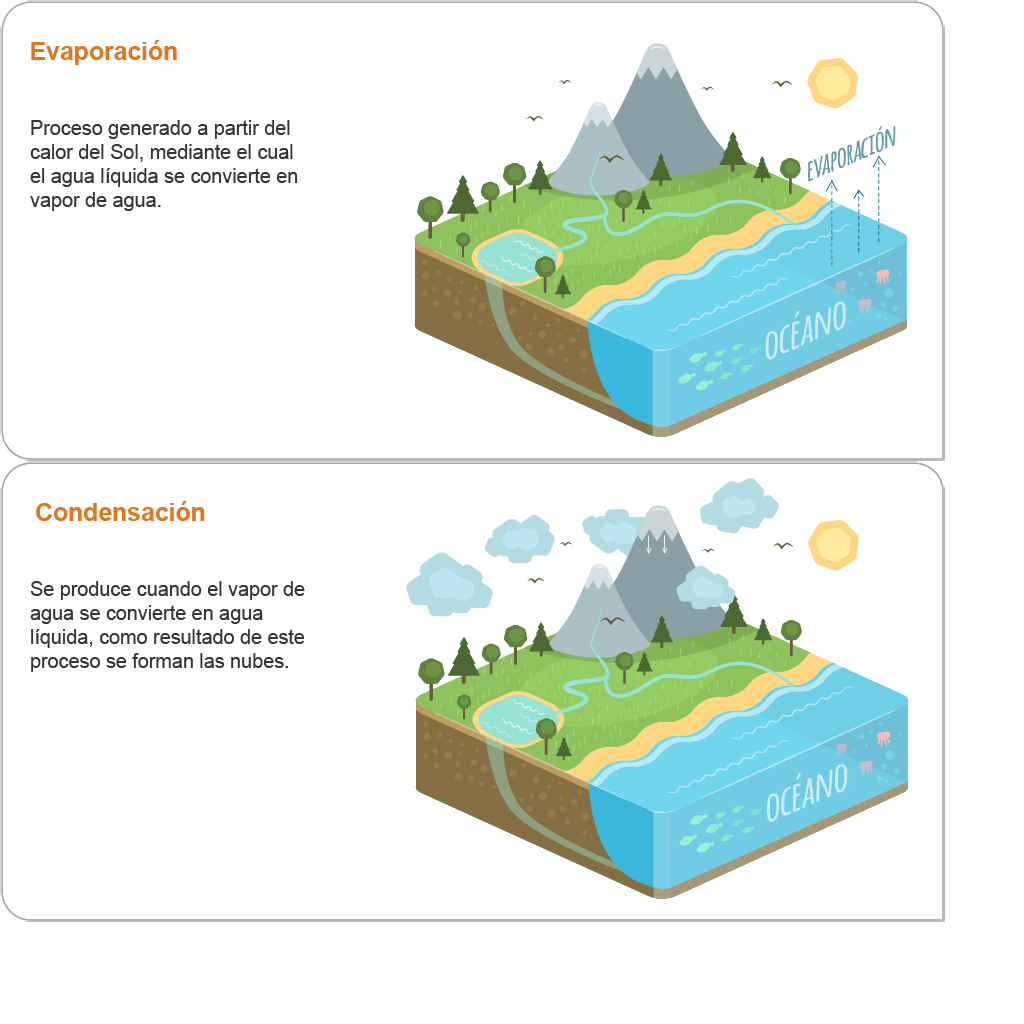 Evaporación
Proceso generado a partir del
calor del Sol, mediante el cual
el agua líquida se convierte en
vapor de agua.
EVAPORACIÓN
OCÉANO
Condensación
Se produce cuando el vapor de
agua se convierte en agua
líquida, como resultado de este
proceso se forman las nubes.
OCÉANO